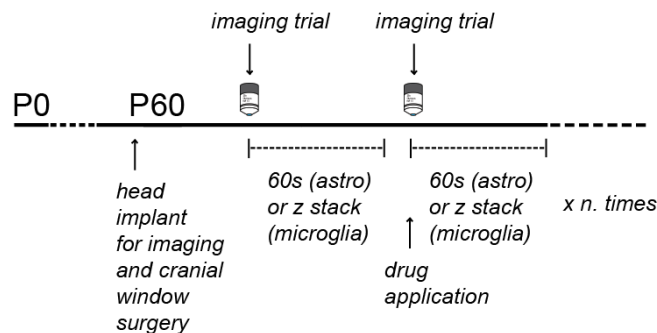 imaging trial
imaging trial
P0
P60
head
implant
for imaging
and cranial
window
surgery
60s (astro)
or z stack
(microglia)
drug
application
60s (astro)
or z stack
(microglia)
x n. times